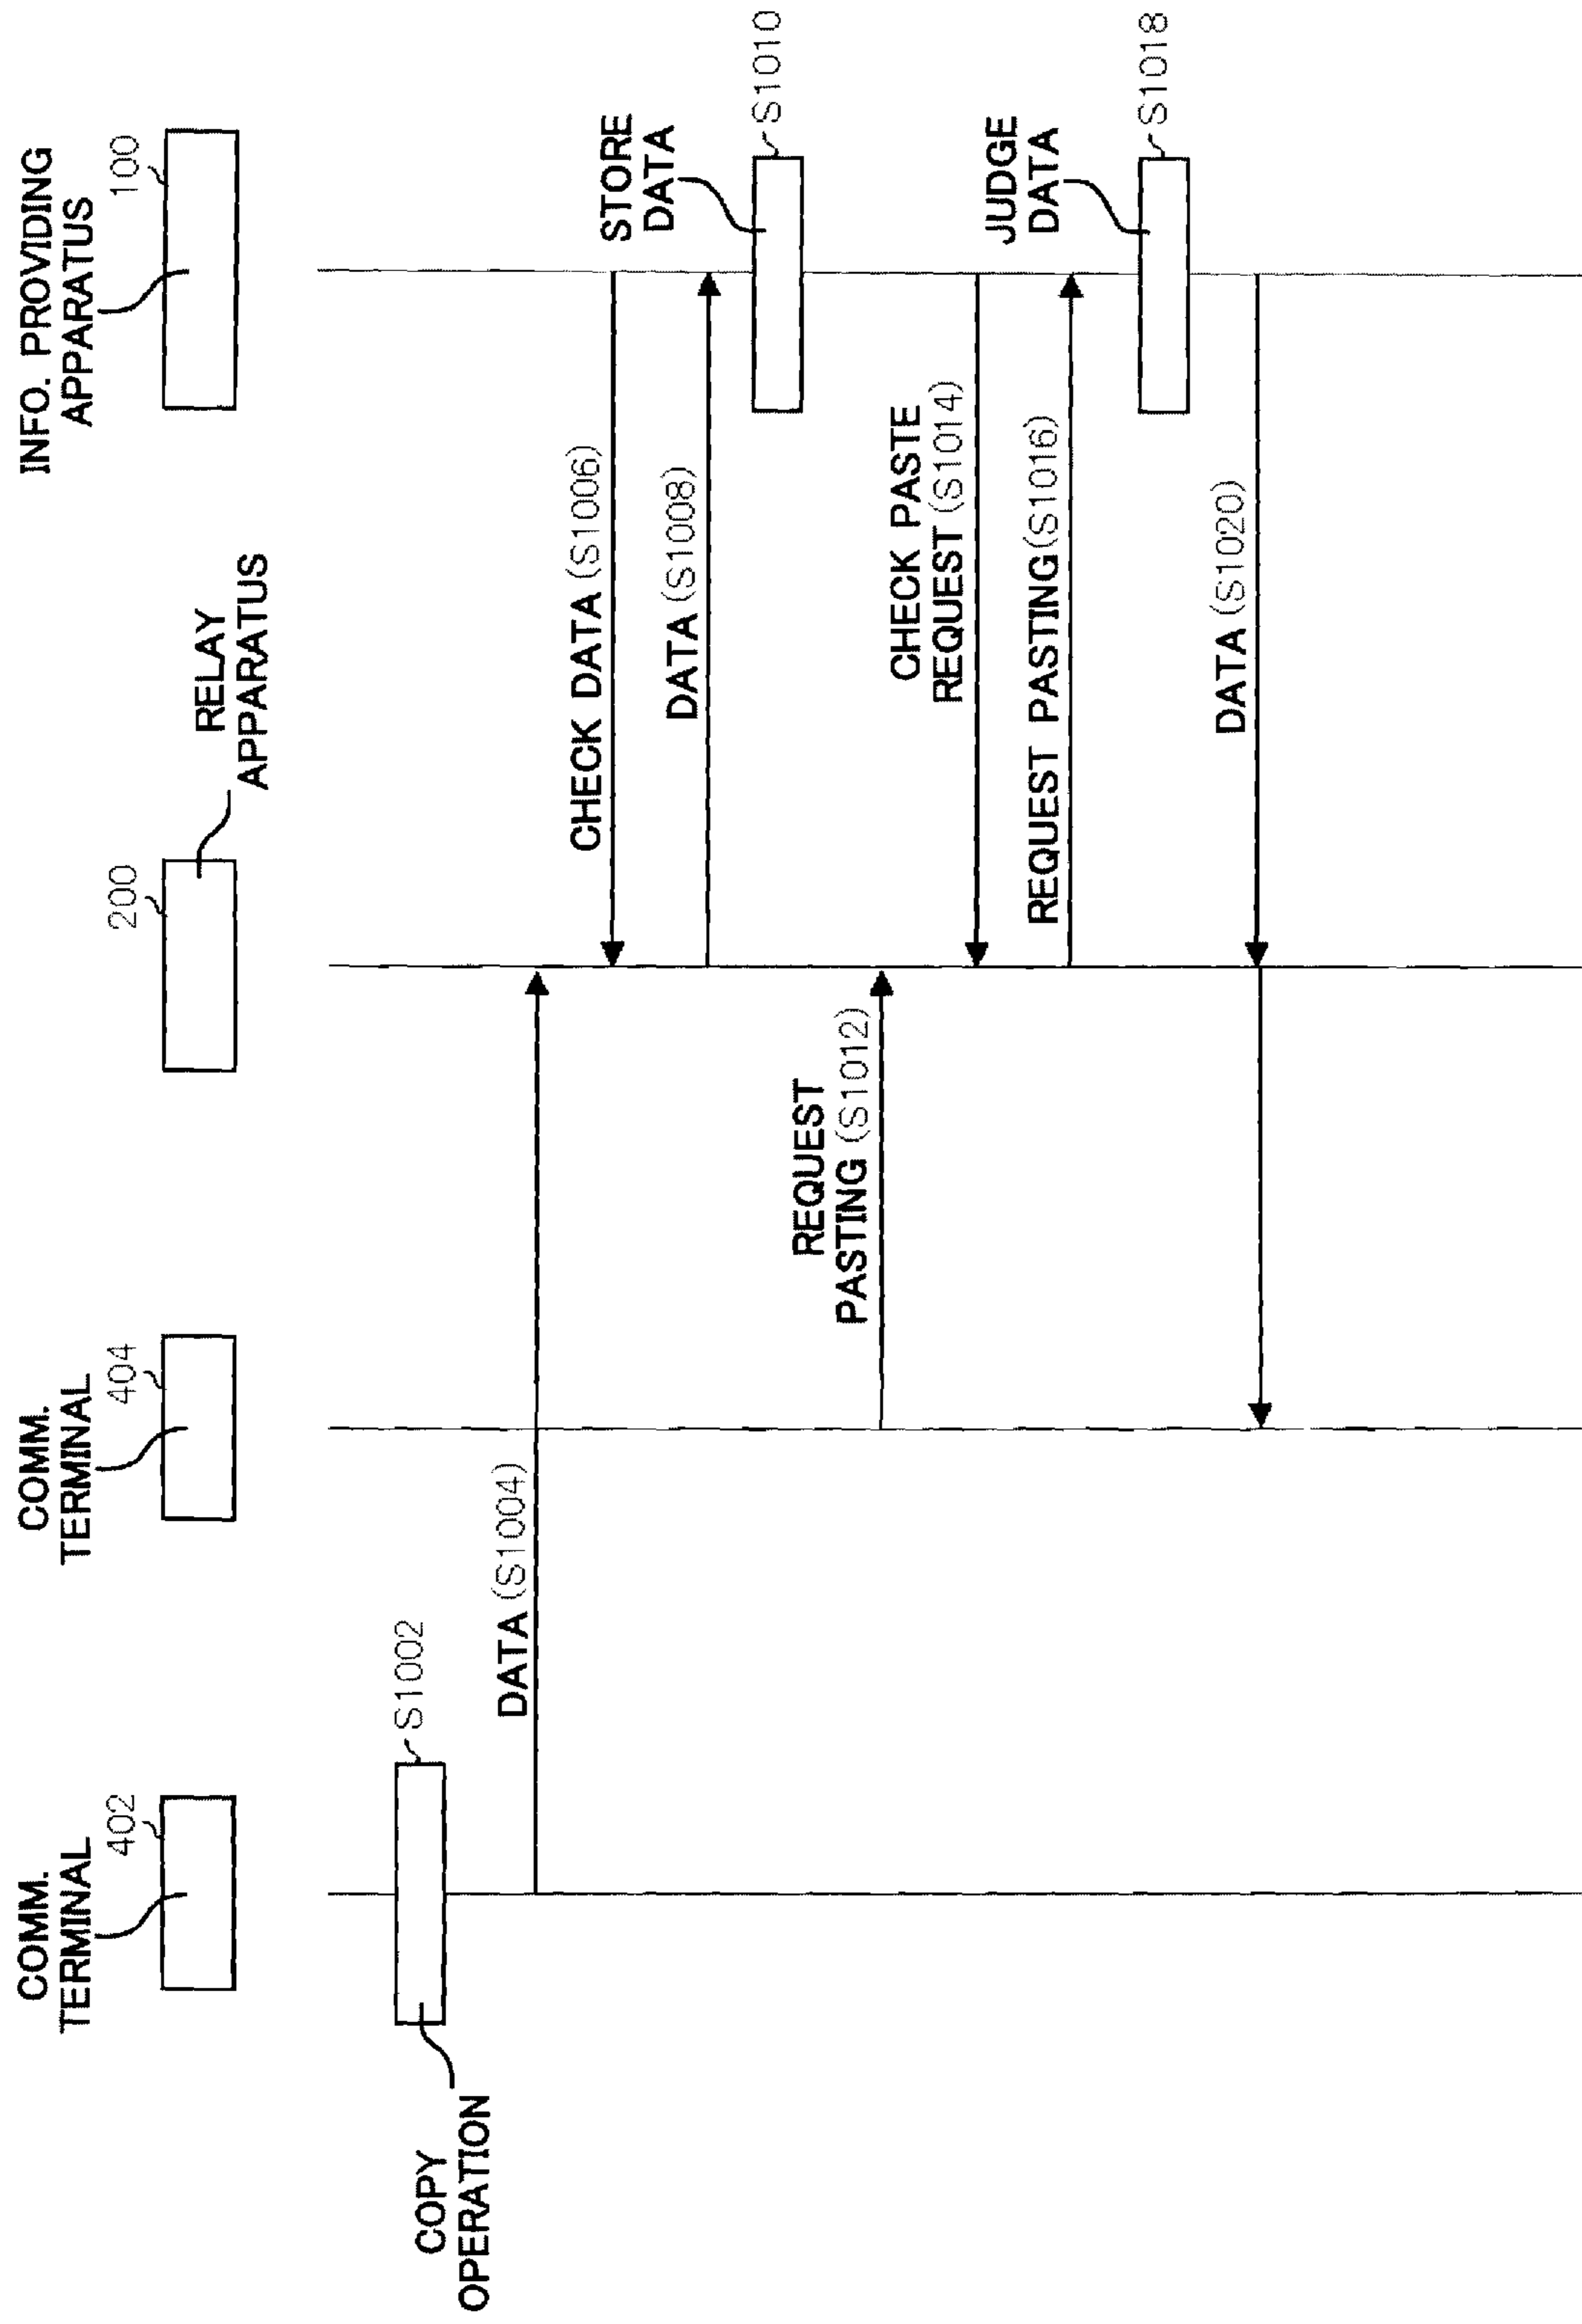 COMM.
TERMINAL
402
COMM.
TERMINAL
404
200
RELAY
APPARATUS
INFO. PROVIDING
APPARATUS
100
COPY
OPERATION
S1002
DATA (S1004)
CHECK DATA (S1006)
DATA (S1008)
STORE
DATA
S1010
REQUEST
PASTING (S1012)
CHECK PASTE
REQUEST (S1014)
REQUEST PASTING (S1016)
JUDGE
DATA
S1018
DATA (S1020)